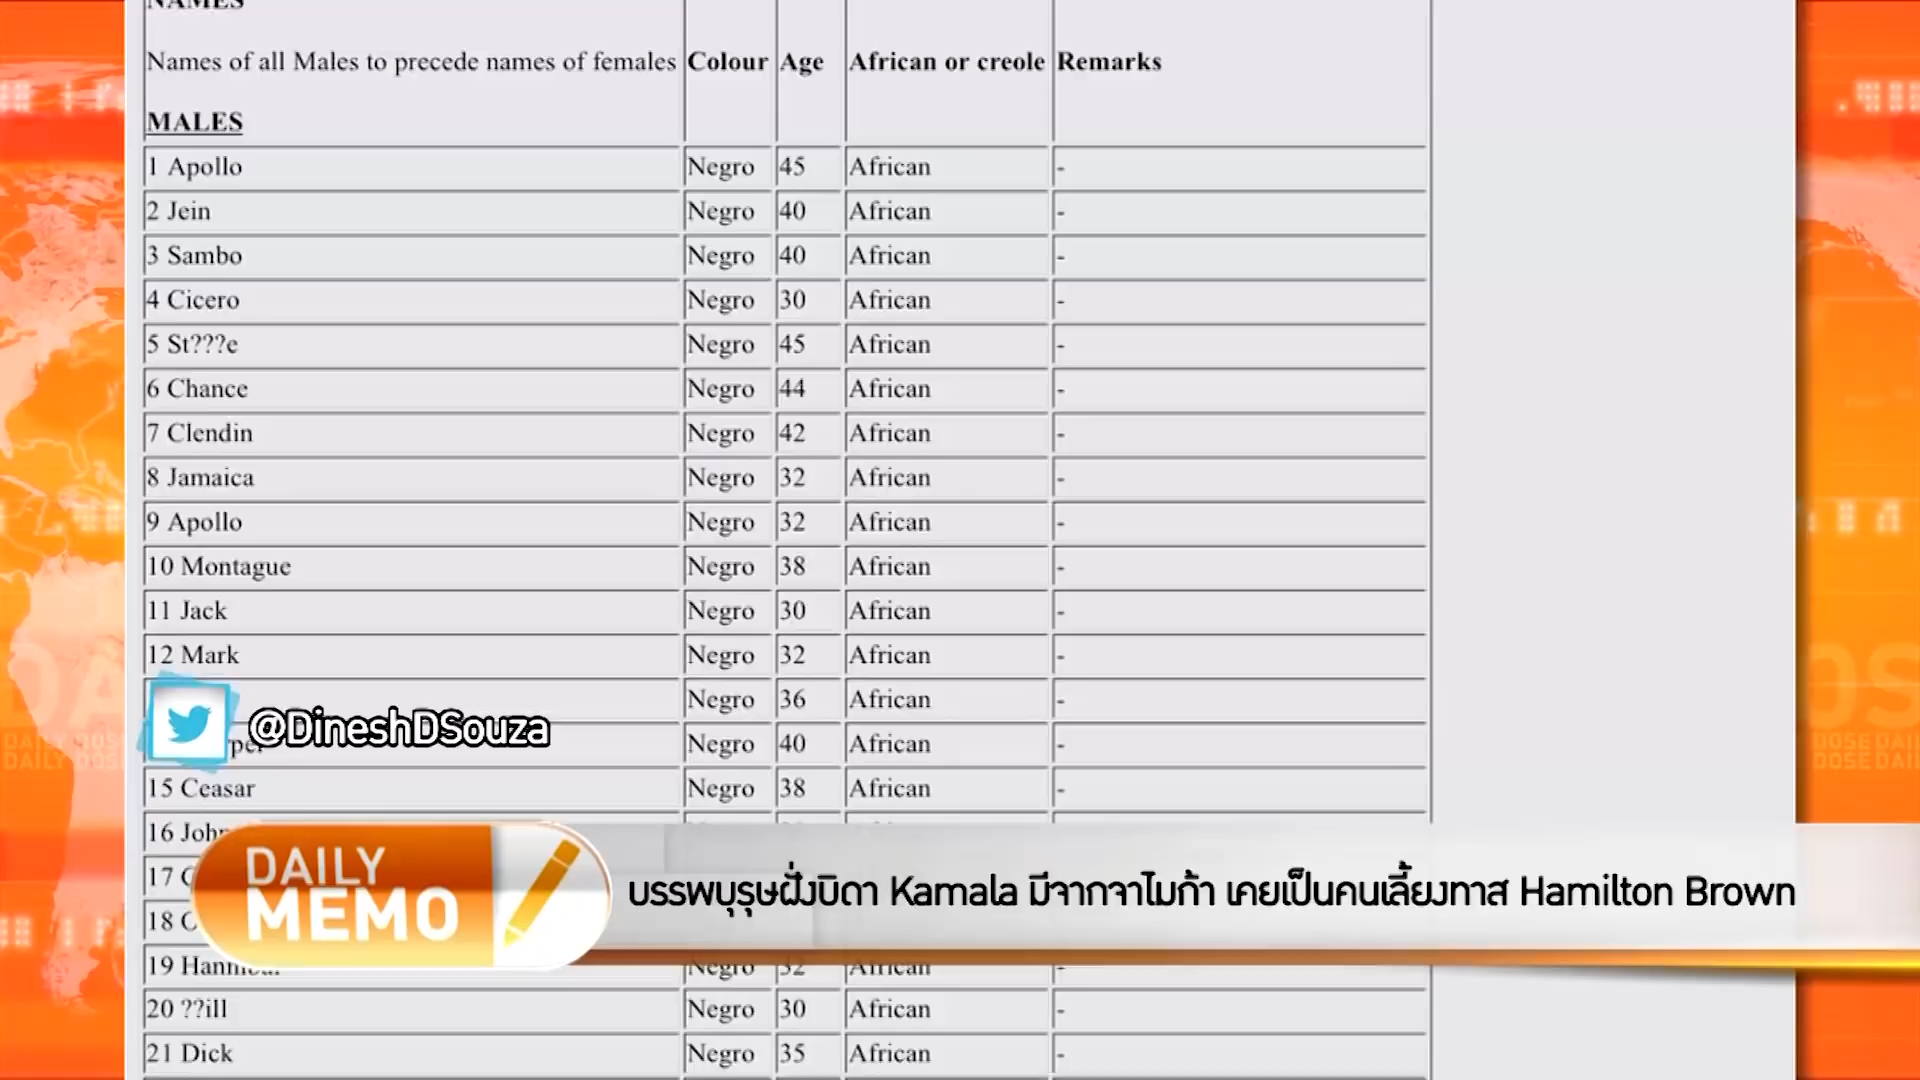 NAMES
Names of all Males to precede names of females Colour Age African or creole Remarks
MALES
1 Apollo Negro 45 African -
2 Jein Negro 40 African -
3 Sambo Negro 40 African -
4 Cicero Negro 30 African -
5 St???e Negro 45 African -
6 Chance Negro 44 African -
7 Clendin Negro 42 African -
8 Jamaica Negro 32 African -
9 Apollo Negro 32 African -
10 Montague Negro 38 African -
11 Jack Negro 30 African -
12 Mark Negro 32 African -
Negro 36 African -
@DineshDSouza
Negro 40 African -
15 Ceasar Negro 38 African -
16
17
18
DAILY
MEMO
บรรพบุรุษฝั่งบิดา Kamala มีจากจาไมก้า เคยเป็นคนเลี้ยงทาส Hamilton Brown
19 Negro 32 African -
20 ??ill Negro 30 African -
21 Dick Negro 35 African -